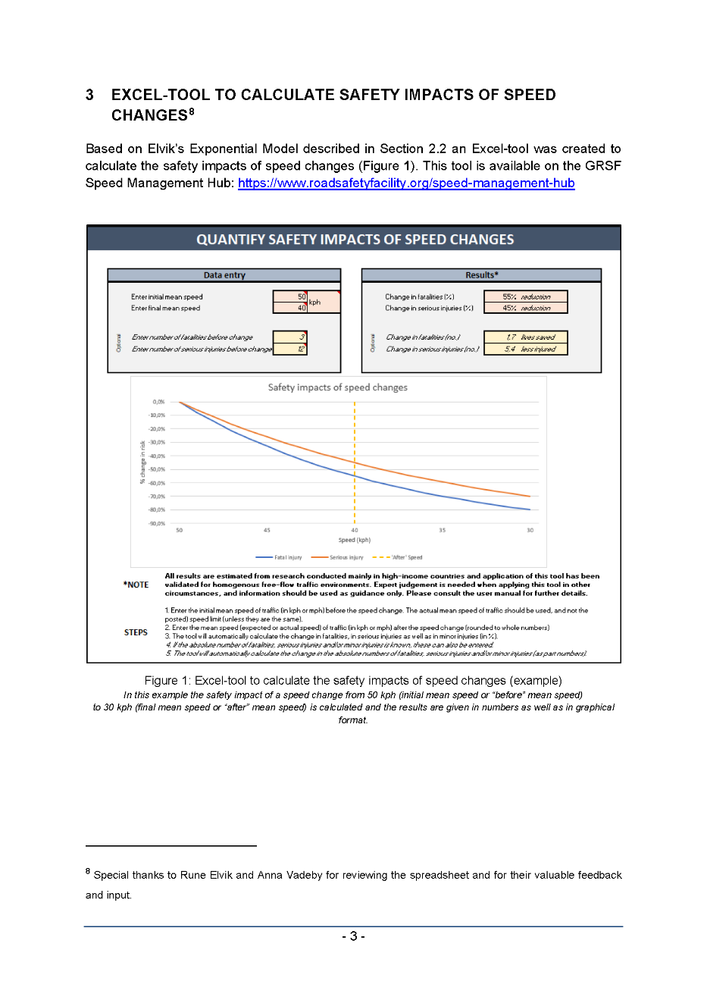 3 EXCEL-TOOL TO CALCULATE SAFETY IMPACTS OF SPEED
CHANGES8
Based on Elvik's Exponential Model described in Section 2.2 an Excel-tool was created to
calculate the safety impacts of speed changes (Figure 1). This tool is available on the GRSF
Speed Management Hub: https://www.roadsafetyfacility.org/speed-management-hub
QUANTIFY SAFETY IMPACTS OF SPEED CHANGES
Data entry
Enter initial mean speed 50
kph
Enter final mean speed 40
Optional
Enter number of fatalities before change 3
Enter number of serious injuries before change 12
Results*
Change in fatalities (%) 55% reduction
Change in serious injuries (%) 45% reduction
Optional
Change in fatalities (no.) 1.7 lives saved
Change in serious injuries (no.) 5.4 less injured
Safety impacts of speed changes
% change in risk
0,0%
-10,0%
-20,0%
-30,0%
-40,0%
-50,0%
-60,0%
-70,0%
-80,0%
-90,0%
50 45 40 35 30
Speed (kph)
Fatal injury Serious injury 'After' Speed
*NOTE
All results are estimated from research conducted mainly in high-income countries and application of this tool has been
validated for homogenous free-flow traffic environments. Expert judgement is needed when applying this tool in other
circumstances, and information should be used as guidance only. Please consult the user manual for further details.
STEPS
1. Enter the initial mean speed of traffic (in kph or mph) before the speed change. The actual mean speed of traffic should be used, and not the
posted) speed limit (unless they are the same).
2. Enter the mean speed (expected or actual speed) of traffic (in kph or mph) after the speed change (rounded to whole numbers)
3. The tool will automatically calculate the change in fatalities, in serious injuries as well as in minor injuries (in %).
4. If the absolute number of fatalities, serious injuries and/or minor injuries is known, these can also be entered.
5. The tool will automatically calculate the change in the absolute numbers of fatalities, serious injuries and/or minor injuries (as part numbers).
Figure 1: Excel-tool to calculate the safety impacts of speed changes (example)
In this example the safety impact of a speed change from 50 kph (initial mean speed or "before" mean speed)
to 30 kph (final mean speed or "after" mean speed) is calculated and the results are given in numbers as well as in graphical
format.
8 Special thanks to Rune Elvik and Anna Vadeby for reviewing the spreadsheet and for their valuable feedback
and input.
- 3 -